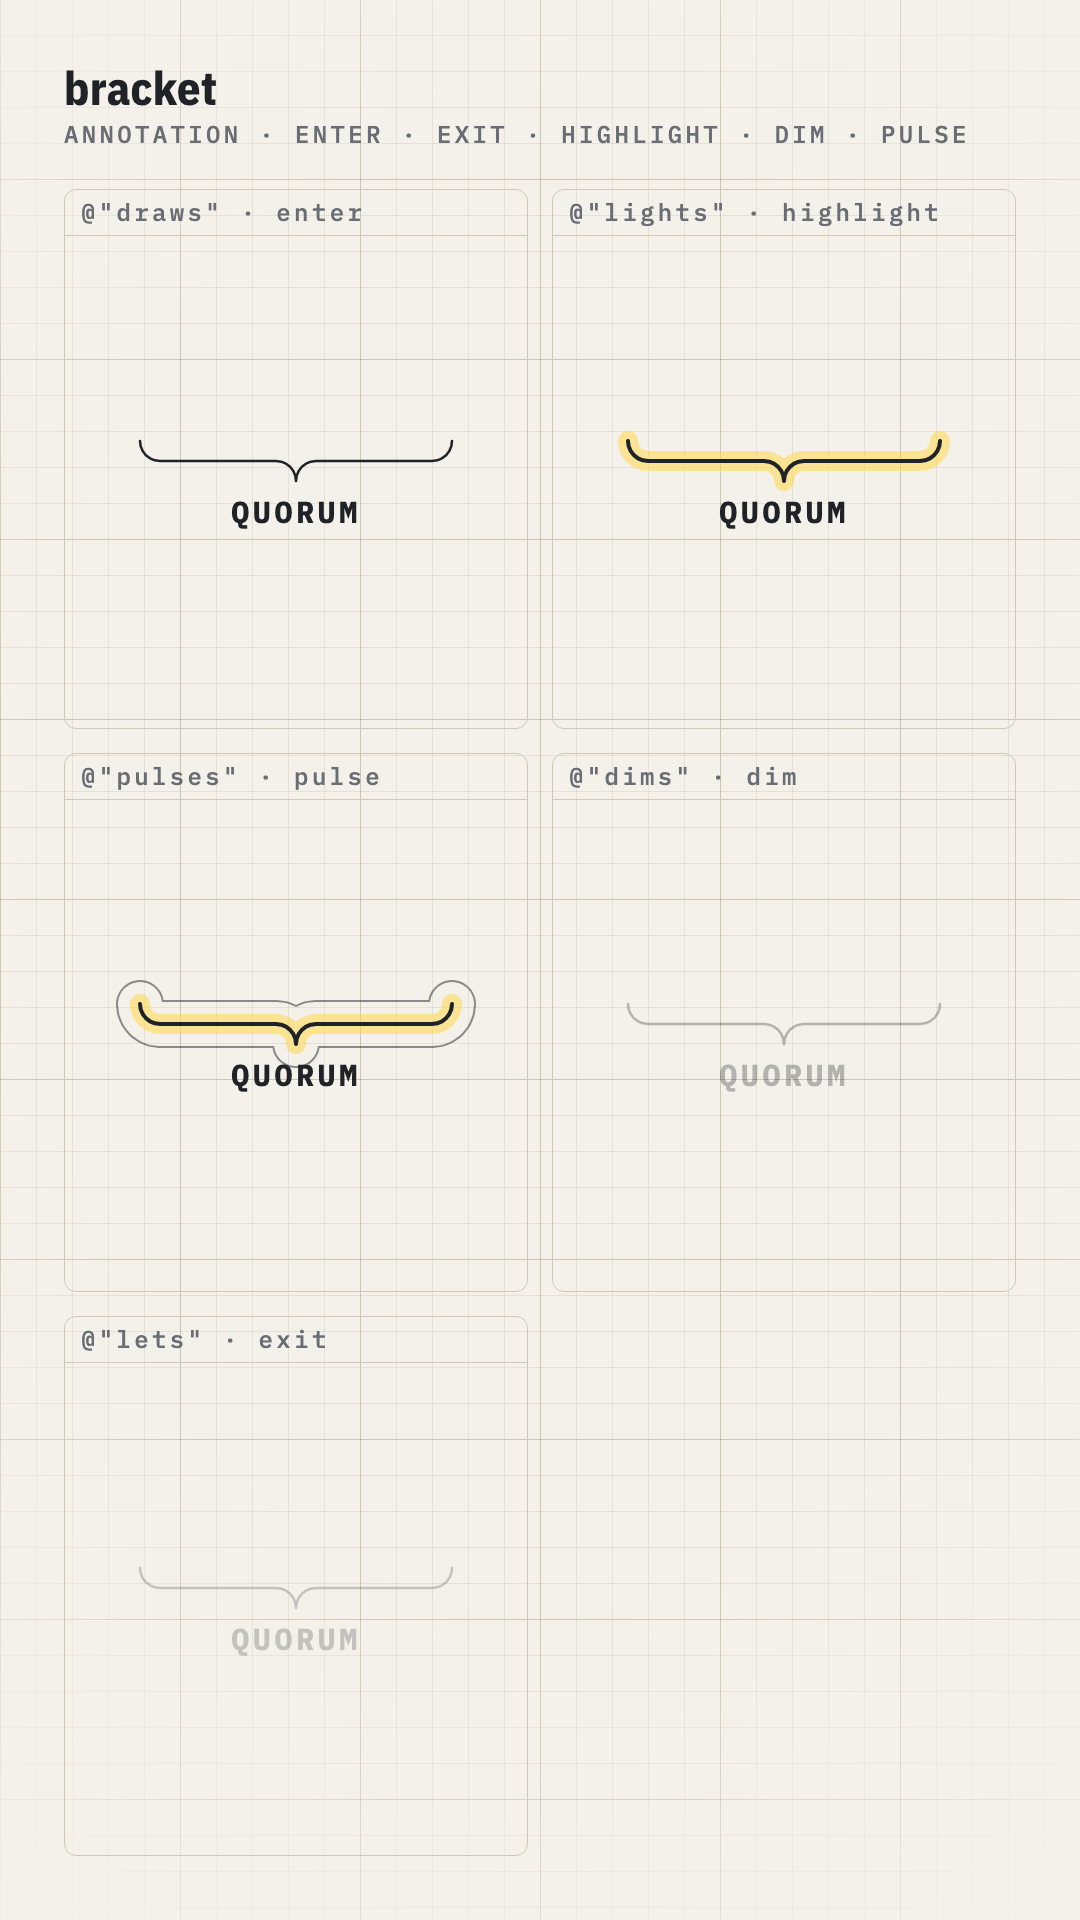 bracket
ANNOTATION · ENTER · EXIT · HIGHLIGHT · DIM · PULSE
@"draws" · enter
QUORUM
@"lights" · highlight
QUORUM
@"pulses" · pulse
QUORUM
@"dims" · dim
QUORUM
@"lets" · exit
QUORUM